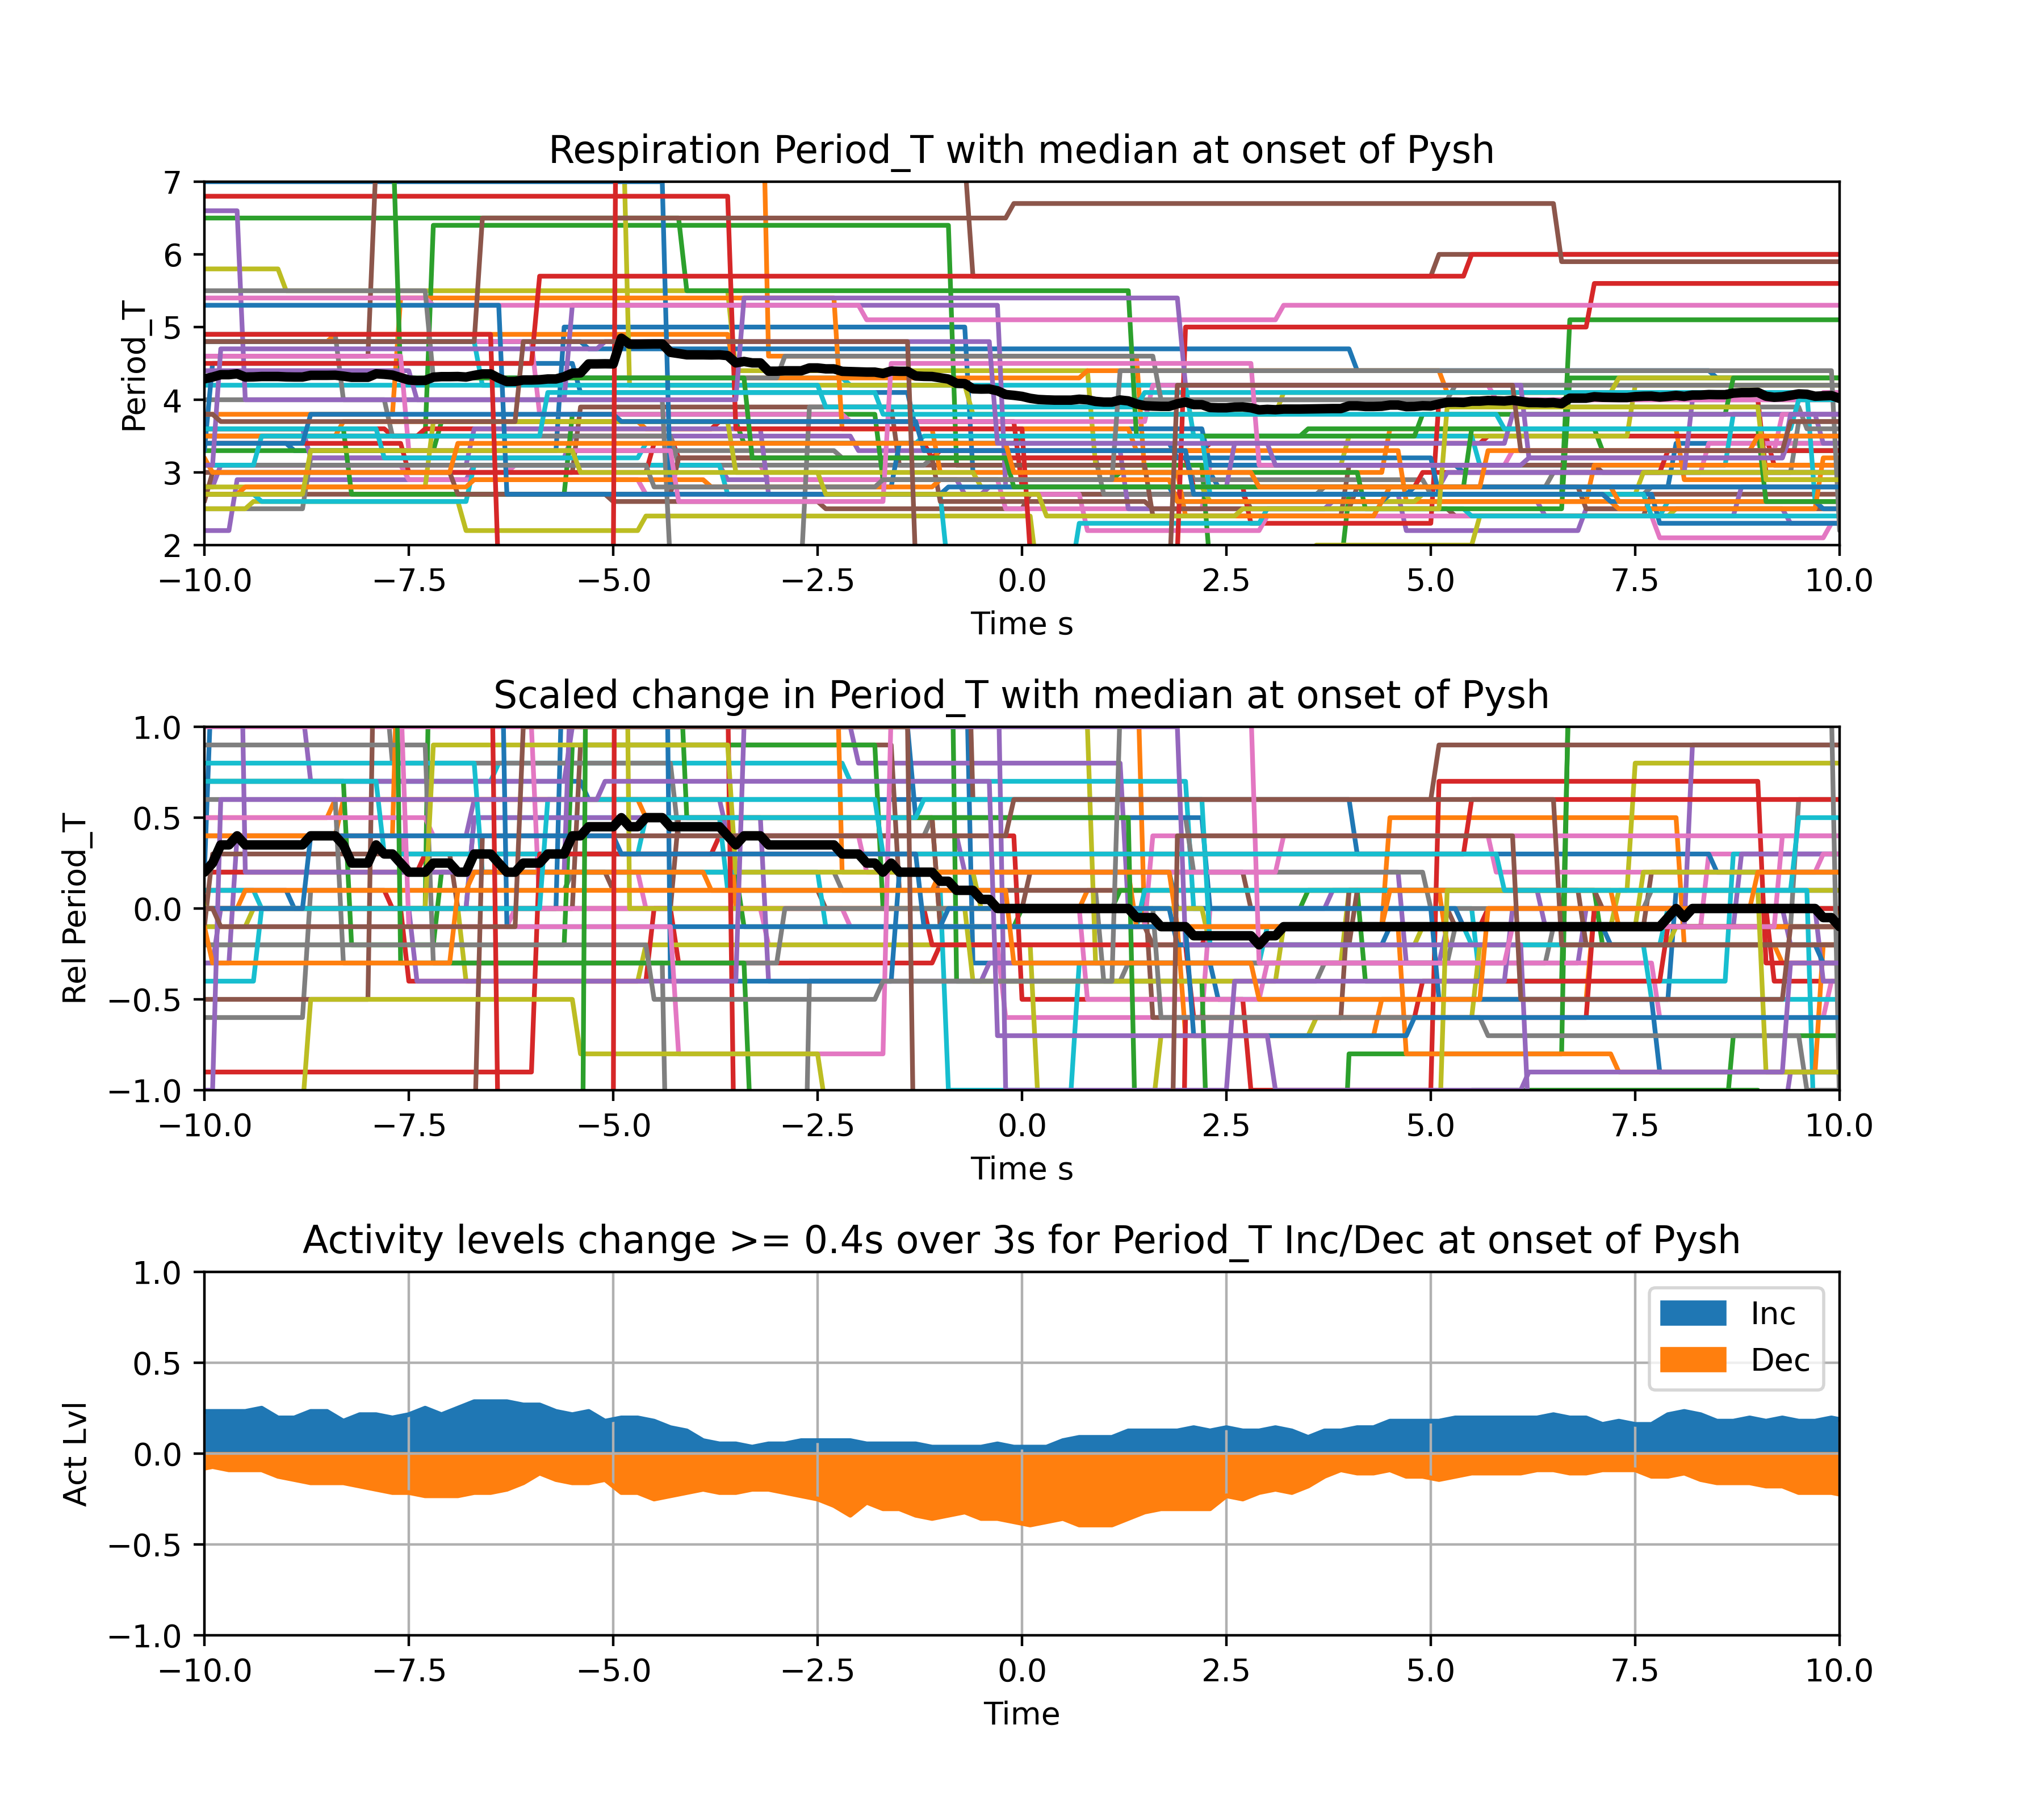 Respiration Period_T with median at onset of Pysh
7
6
5
4
3
2
Period_T
−10.0 −7.5 −5.0 −2.5 0.0 2.5 5.0 7.5 10.0
Time s
Scaled change in Period_T with median at onset of Pysh
1.0
0.5
0.0
−0.5
−1.0
Rel Period_T
−10.0 −7.5 −5.0 −2.5 0.0 2.5 5.0 7.5 10.0
Time s
Activity levels change >= 0.4s over 3s for Period_T Inc/Dec at onset of Pysh
1.0
0.5
0.0
−0.5
−1.0
Act Lvl
Inc
Dec
−10.0 −7.5 −5.0 −2.5 0.0 2.5 5.0 7.5 10.0
Time